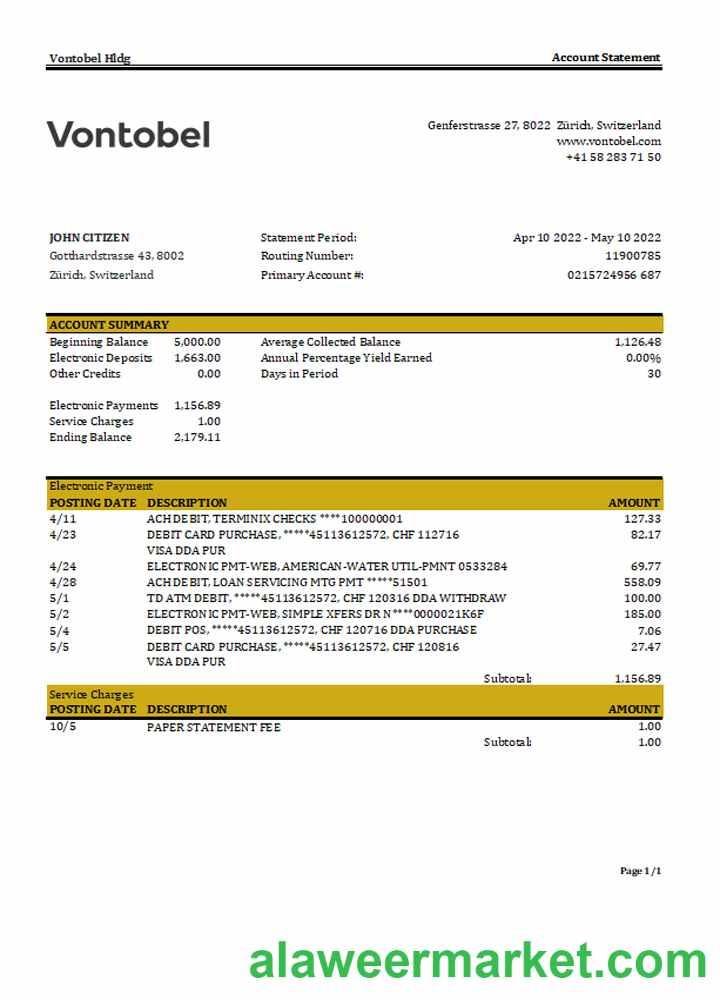 Vontobel Hldg Account Statement
Vontobel
Genferstrasse 27, 8022 Zürich, Switzerland
www.vontobel.com
+41 58 283 71 50
JOHN CITIZEN Statement Period: Apr 10 2022 - May 10 2022
Gotthardstrasse 43, 8002 Routing Number: 11900785
Zürich, Switzerland Primary Account #: 0215724956 687
ACCOUNT SUMMARY
Beginning Balance 5,000.00 Average Collected Balance 1,126.48
Electronic Deposits 1,663.00 Annual Percentage Yield Earned 0.00%
Other Credits 0.00 Days in Period 30
Electronic Payments 1,156.89
Service Charges 1.00
Ending Balance 2,179.11
Electronic Payment
POSTING DATE DESCRIPTION AMOUNT
4/11 ACH DEBIT, TERMINIX CHECKS ****100000001 127.33
4/23 DEBIT CARD PURCHASE, *****45113612572, CHF 112716 82.17
VISA DDA PUR
4/24 ELECTRONIC PMT-WEB, AMERICAN-WATER UTIL-PMNT 0533284 69.77
4/28 ACH DEBIT, LOAN SERVICING MTG PMT *****51501 558.09
5/1 TD ATM DEBIT, *****45113612572, CHF 120316 DDA WITHDRAW 100.00
5/2 ELECTRONIC PMT-WEB, SIMPLE XFERS DR N****0000021K6F 185.00
5/4 DEBIT POS, *****45113612572, CHF 120716 DDA PURCHASE 7.06
5/5 DEBIT CARD PURCHASE, *****45113612572, CHF 120816 27.47
VISA DDA PUR
Subtotal: 1,156.89
Service Charges
POSTING DATE DESCRIPTION AMOUNT
10/5 PAPER STATEMENT FEE 1.00
Subtotal: 1.00
Page 1/1
alaweermarket.com